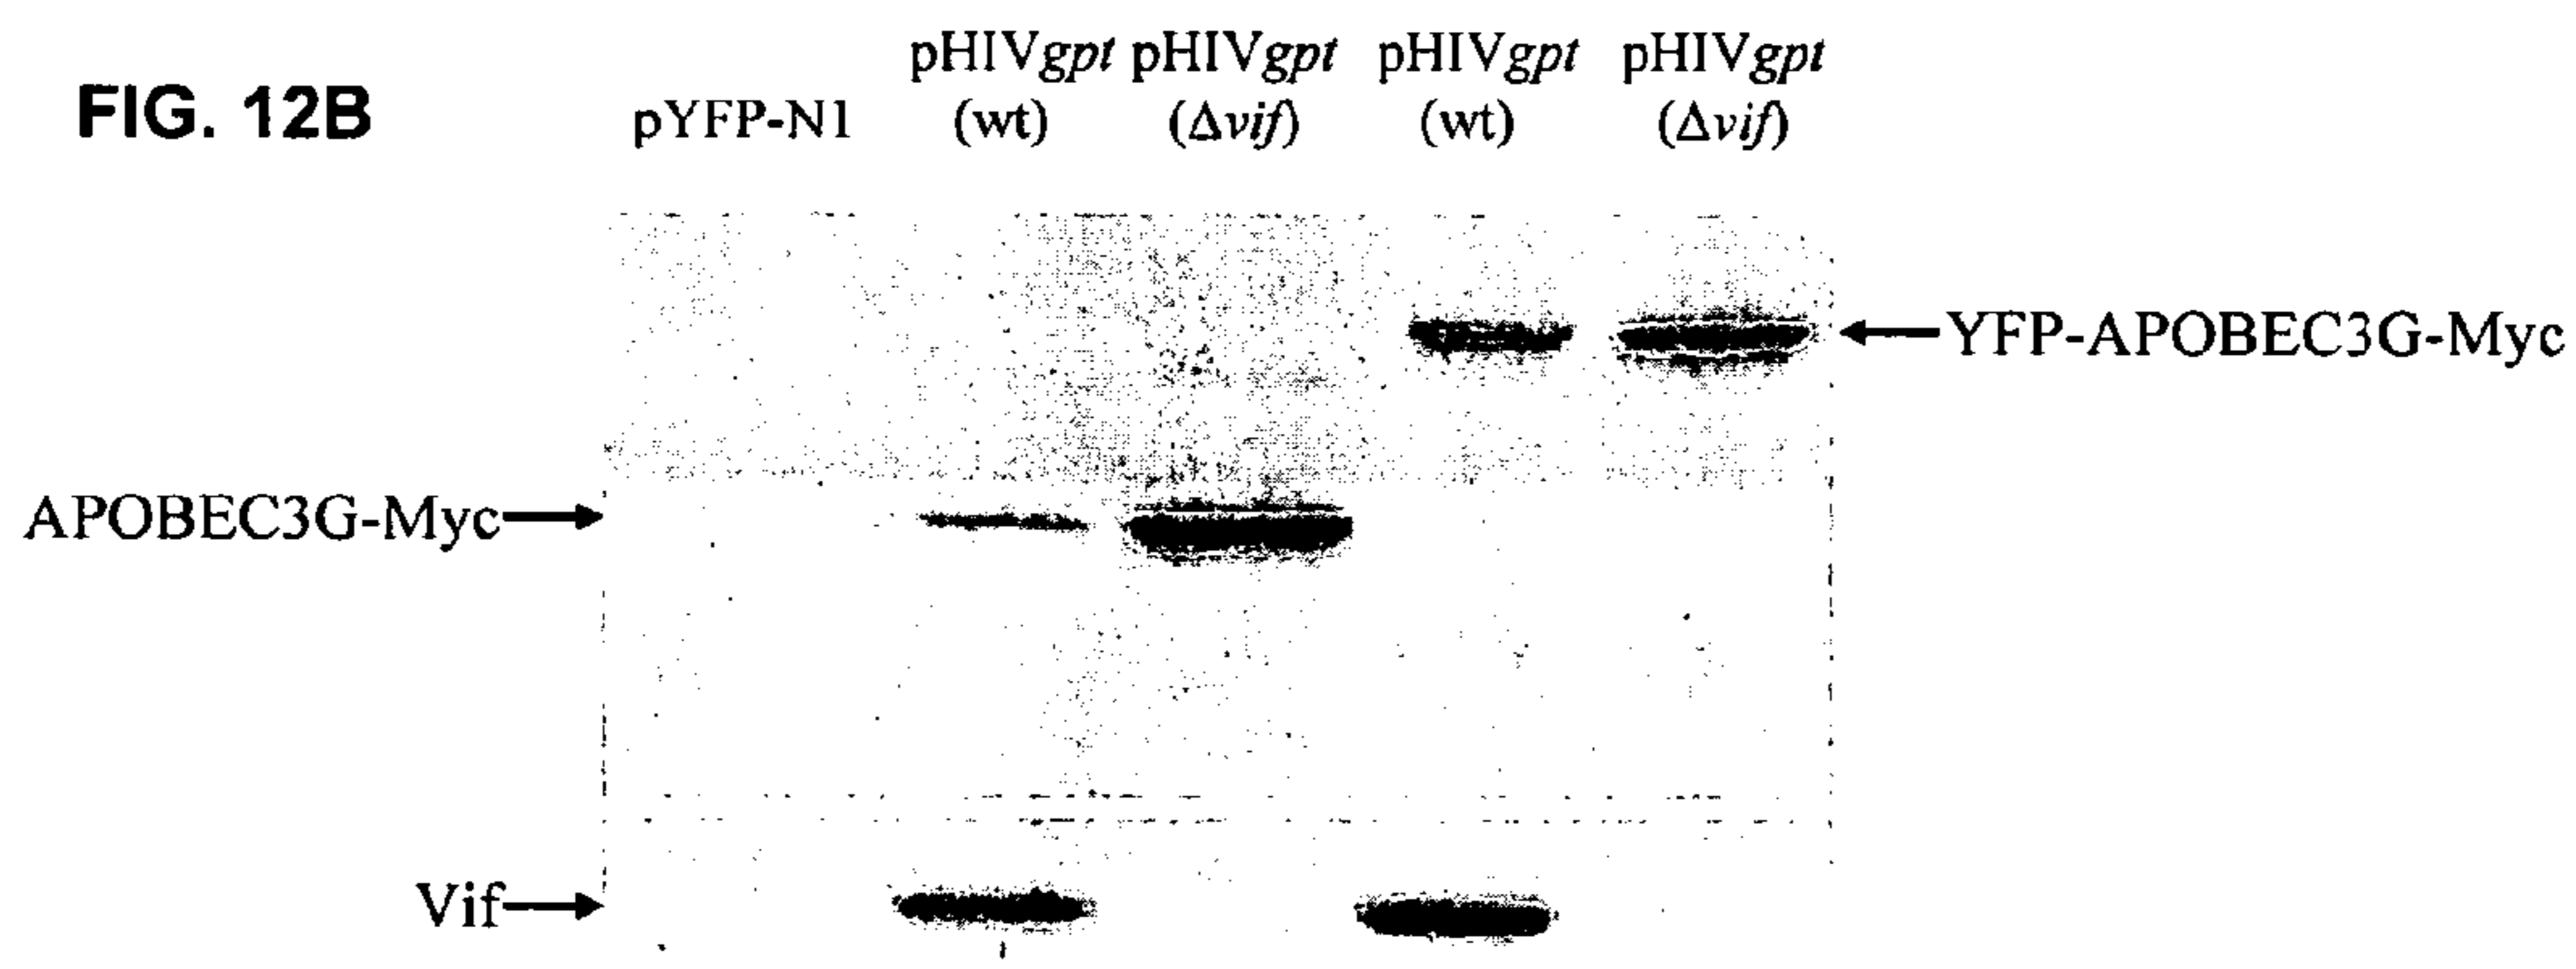 FIG. 12B
pYFP-N1
pHIVgpt
(wt)
pHIVgpt
(Δvif)
pHIVgpt
(wt)
pHIVgpt
(Δvif)
YFP-APOBEC3G-Myc
APOBEC3G-Myc
Vif